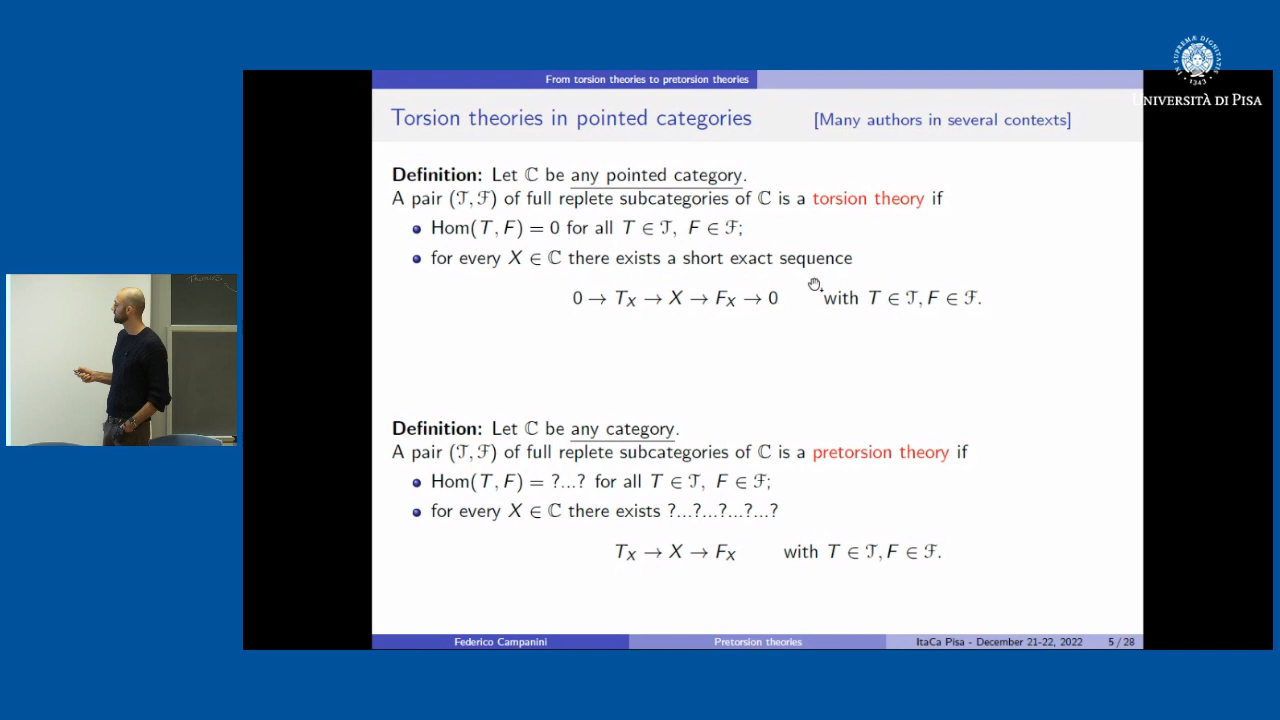 From torsion theories to pretorsion theories
Torsion theories in pointed categories [Many authors in several contexts]
Definition: Let ℂ be any pointed category.
A pair (𝒯, ℱ) of full replete subcategories of ℂ is a torsion theory if
• Hom(T, F) = 0 for all T ∈ 𝒯, F ∈ ℱ;
• for every X ∈ ℂ there exists a short exact sequence
0 → T_X → X → F_X → 0 with T ∈ 𝒯, F ∈ ℱ.
Definition: Let ℂ be any category.
A pair (𝒯, ℱ) of full replete subcategories of ℂ is a pretorsion theory if
• Hom(T, F) = ?...? for all T ∈ 𝒯, F ∈ ℱ;
• for every X ∈ ℂ there exists ?...?...?...?...?
T_X → X → F_X with T ∈ 𝒯, F ∈ ℱ.
Federico Campanini Pretorsion theories ItaCa Pisa - December 21-22, 2022 5 / 28
IN SUPREMÆ DIGNITATIS
1343
UNIVERSITÀ DI PISA